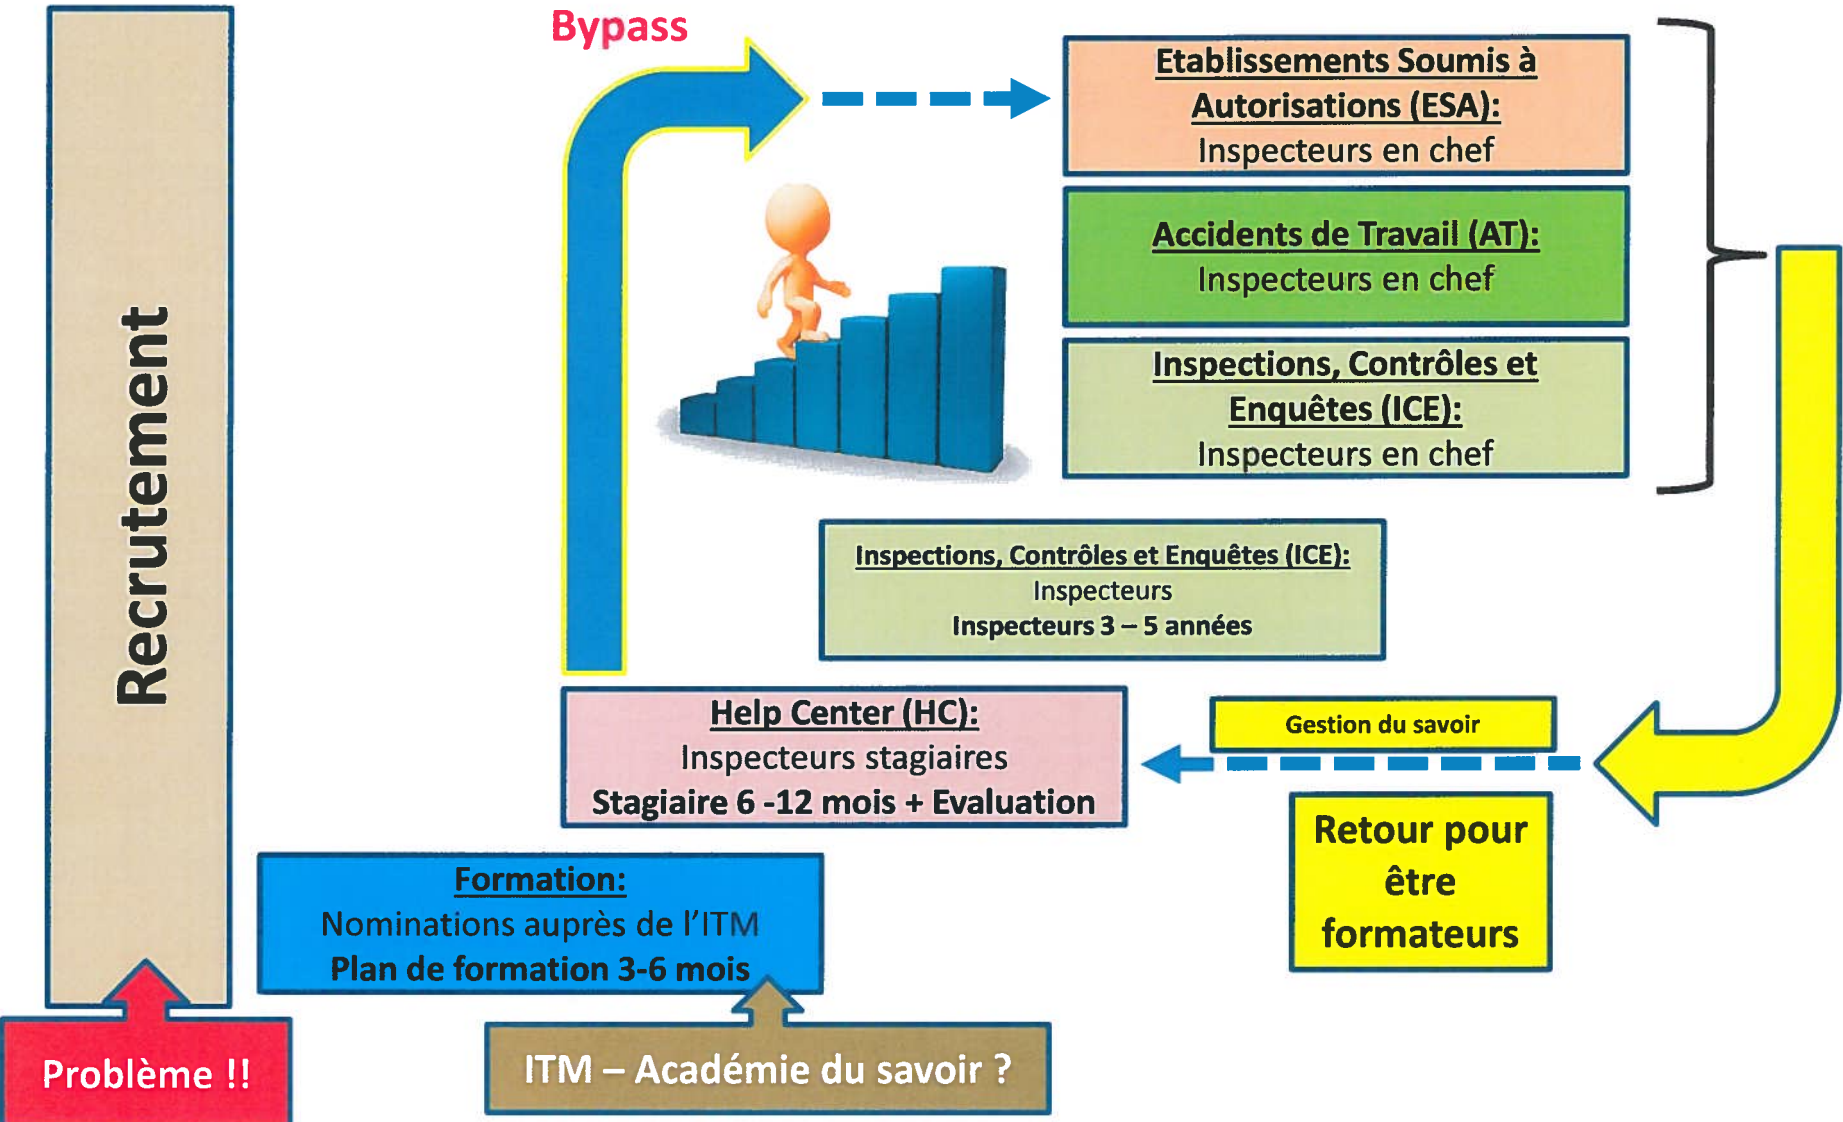 Recrutement
Problème !!
Bypass
Etablissements Soumis à
Autorisations (ESA):
Inspecteurs en chef
Accidents de Travail (AT):
Inspecteurs en chef
Inspections, Contrôles et
Enquêtes (ICE):
Inspecteurs en chef
Inspections, Contrôles et Enquêtes (ICE):
Inspecteurs
Inspecteurs 3 – 5 années
Help Center (HC):
Inspecteurs stagiaires
Stagiaire 6 -12 mois + Evaluation
Gestion du savoir
Retour pour
être
formateurs
Formation:
Nominations auprès de l'ITM
Plan de formation 3-6 mois
ITM – Académie du savoir ?